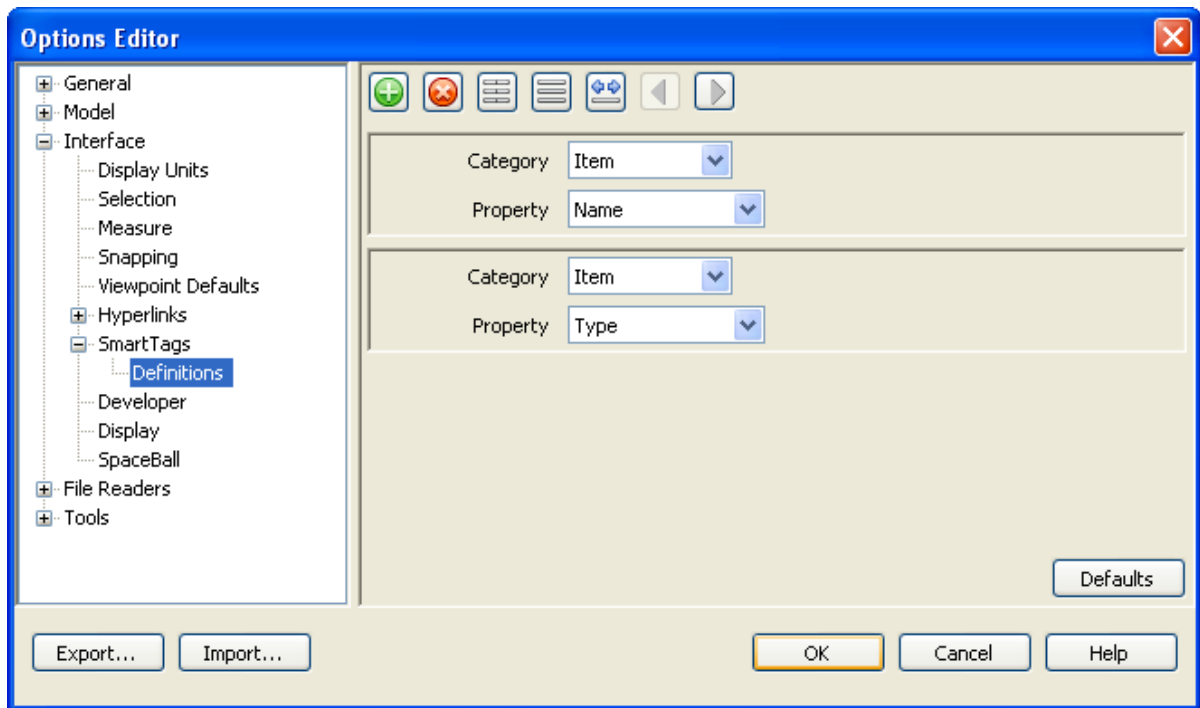 Options Editor
General
Model
Interface
Display Units
Selection
Measure
Snapping
Viewpoint Defaults
Hyperlinks
SmartTags
Definitions
Developer
Display
SpaceBall
File Readers
Tools
Category Item
Property Name
Category Item
Property Type
Defaults
Export... Import... OK Cancel Help